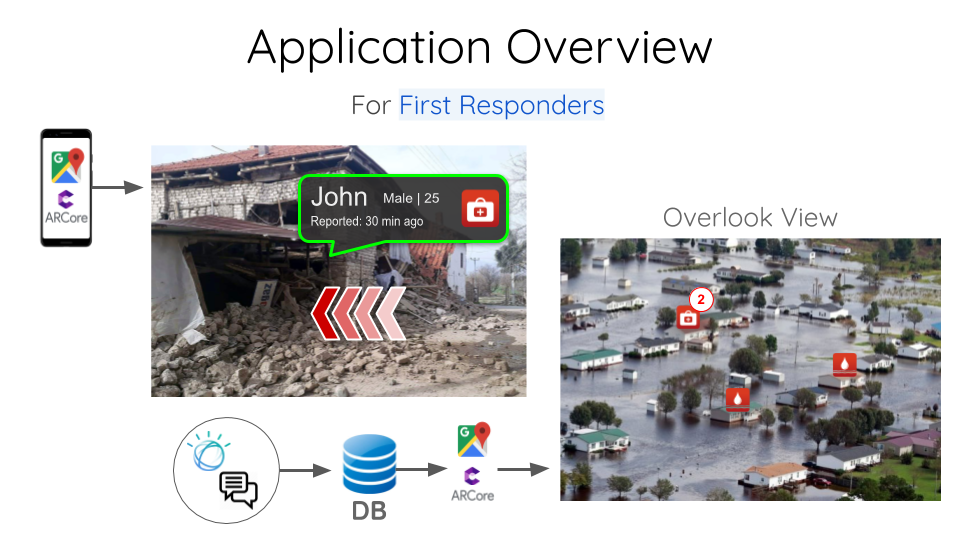 Application Overview
For First Responders
G
ARCore
John Male | 25
Reported: 30 min ago
Overlook View
2
G
ARCore
DB